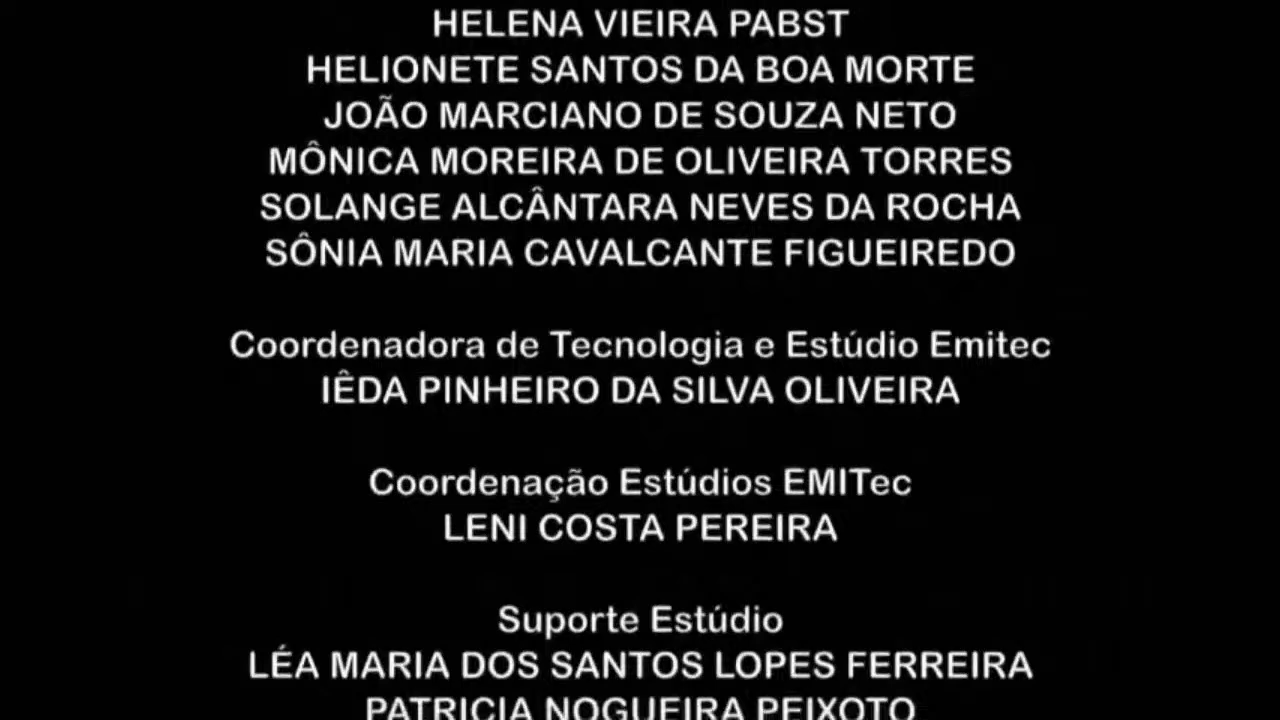 HELENA VIEIRA PABST
HELIONETE SANTOS DA BOA MORTE
JOÃO MARCIANO DE SOUZA NETO
MÔNICA MOREIRA DE OLIVEIRA TORRES
SOLANGE ALCÂNTARA NEVES DA ROCHA
SÔNIA MARIA CAVALCANTE FIGUEIREDO
Coordenadora de Tecnologia e Estúdio Emitec
IÊDA PINHEIRO DA SILVA OLIVEIRA
Coordenação Estúdios EMITec
LENI COSTA PEREIRA
Suporte Estúdio
LÉA MARIA DOS SANTOS LOPES FERREIRA
PATRICIA NOGUEIRA PEIXOTO